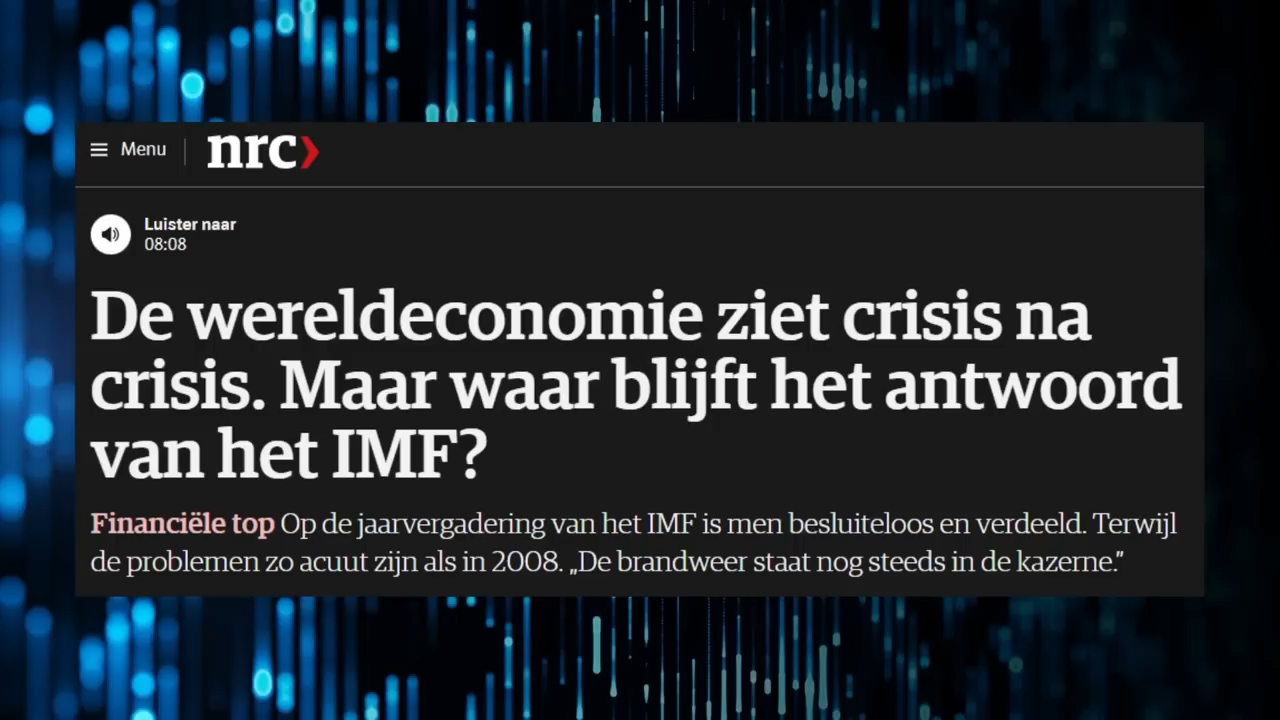 Menu
nrc
Luister naar
08:08
De wereldeconomie ziet crisis na
crisis. Maar waar blijft het antwoord
van het IMF?
Financiële top Op de jaarvergadering van het IMF is men besluiteloos en verdeeld. Terwijl
de problemen zo acuut zijn als in 2008. „De brandweer staat nog steeds in de kazerne.”